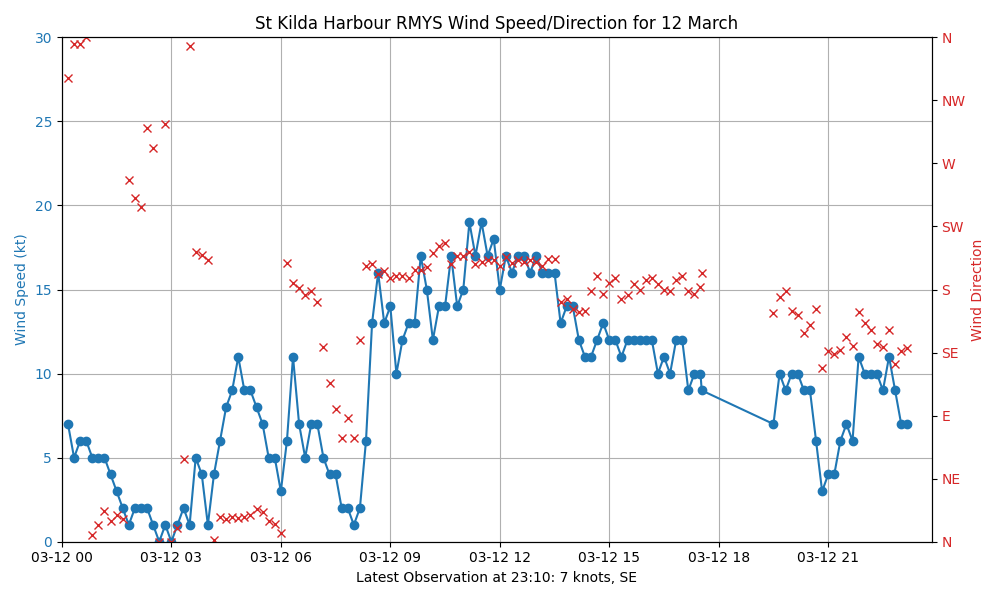 St Kilda Harbour RMYS Wind Speed/Direction for 12 March
30
25
20
15
10
5
0
Wind Speed (kt)
N
NW
W
SW
S
SE
E
NE
N
Wind Direction
03-12 00
03-12 03
03-12 06
03-12 09
03-12 12
03-12 15
03-12 18
03-12 21
Latest Observation at 23:10: 7 knots, SE